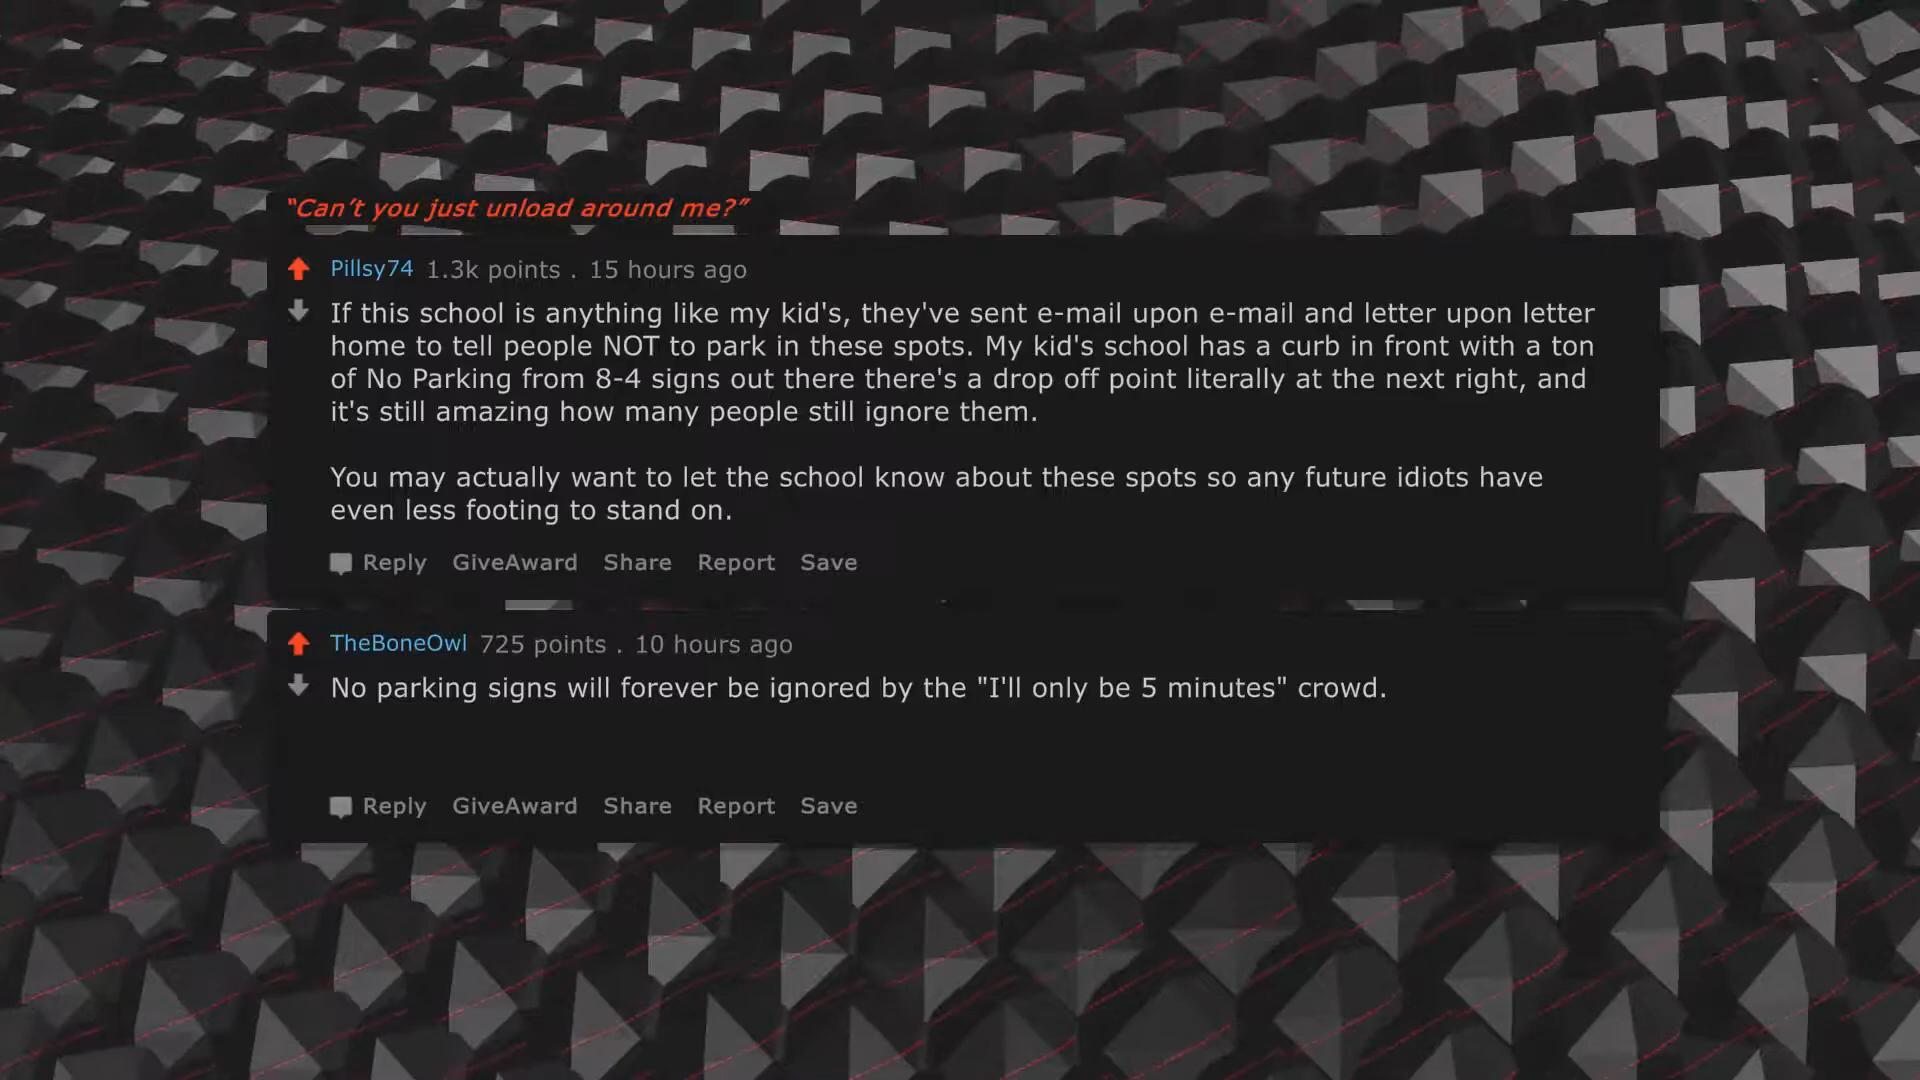 "Can't you just unload around me?"
Pillsy74 1.3k points . 15 hours ago
If this school is anything like my kid's, they've sent e-mail upon e-mail and letter upon letter
home to tell people NOT to park in these spots. My kid's school has a curb in front with a ton
of No Parking from 8-4 signs out there there's a drop off point literally at the next right, and
it's still amazing how many people still ignore them.
You may actually want to let the school know about these spots so any future idiots have
even less footing to stand on.
Reply GiveAward Share Report Save
TheBoneOwl 725 points . 10 hours ago
No parking signs will forever be ignored by the "I'll only be 5 minutes" crowd.
Reply GiveAward Share Report Save